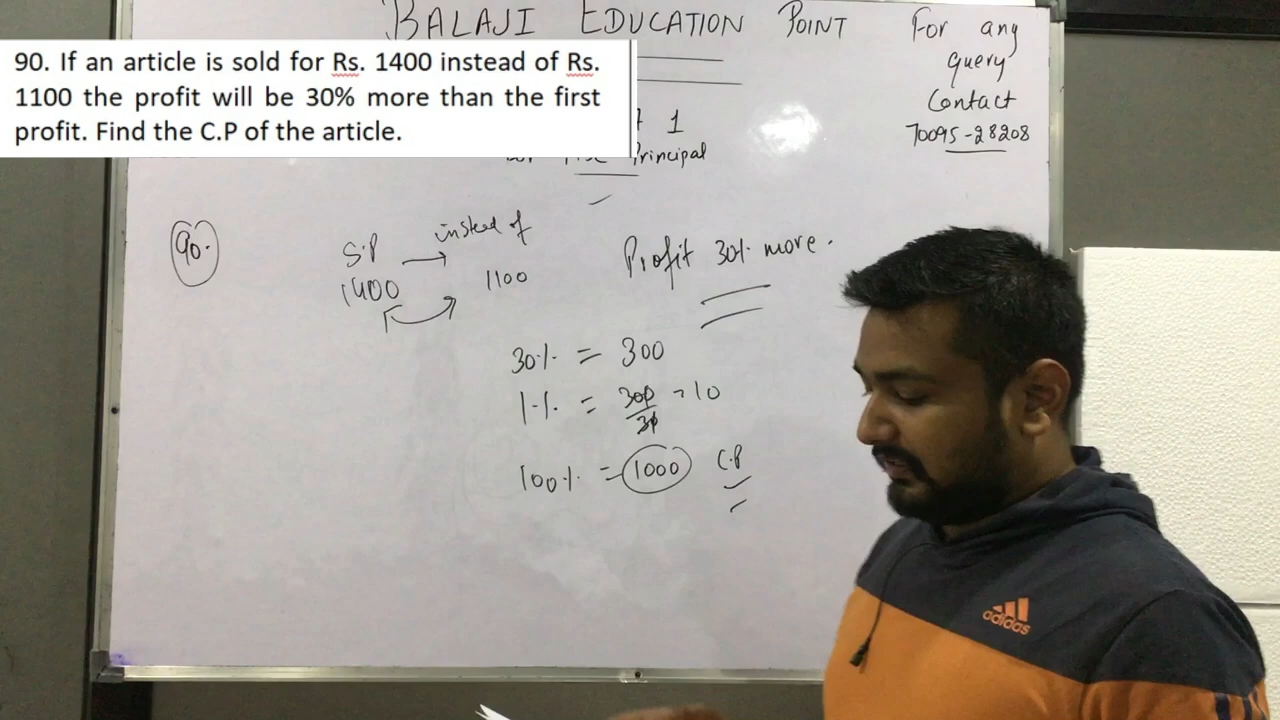 BALAJI EDUCATION POINT
For any
query
Contact
70095-28208
90. If an article is sold for Rs. 1400 instead of Rs.
1100 the profit will be 30% more than the first
profit. Find the C.P of the article.
1
Principal
90.
S.P → instead of
1400 1100
Profit 30% more.
30% = 300
1% = 300/30 = 10
100% = 1000 C.P
adidas